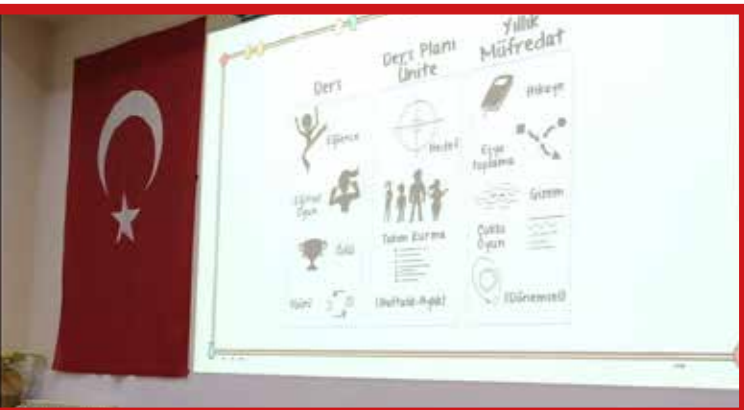 Ders
Ders Planı
Ünite
Yıllık
Müfredat
Eğlence
Eğitsel
Oyun
Ödül
Hedef
Takım Kurma
(Haftalık-Aylık)
Hikaye
Eşya
Toplama
Gizem
Çoklu
Oyun
(Dönemsel)